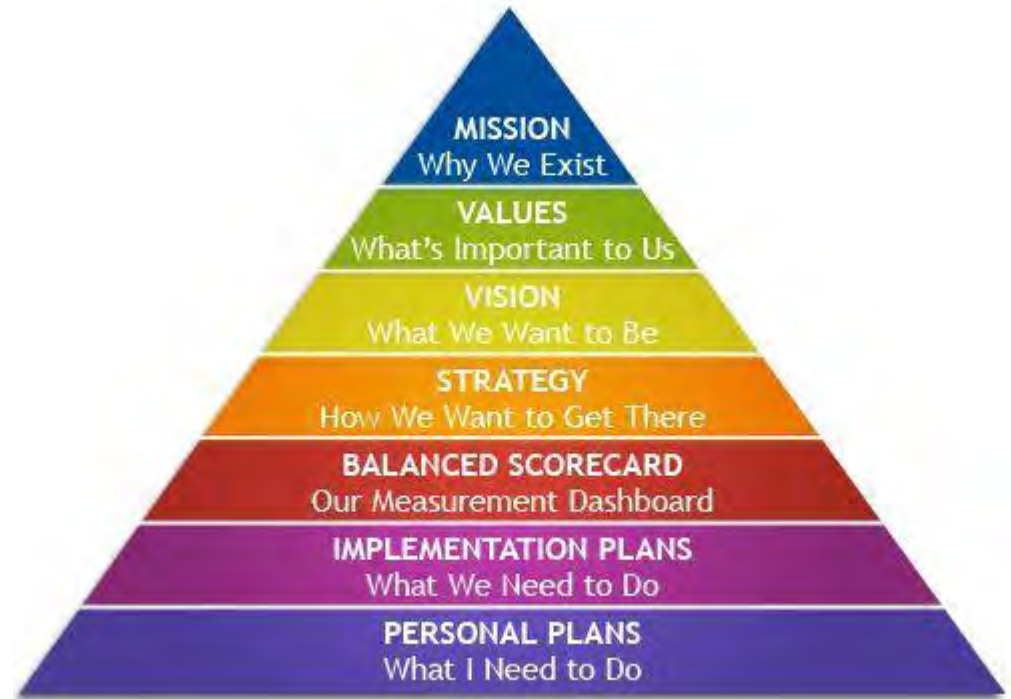 MISSION
Why We Exist
VALUES
What's Important to Us
VISION
What We Want to Be
STRATEGY
How We Want to Get There
BALANCED SCORECARD
Our Measurement Dashboard
IMPLEMENTATION PLANS
What We Need to Do
PERSONAL PLANS
What I Need to Do